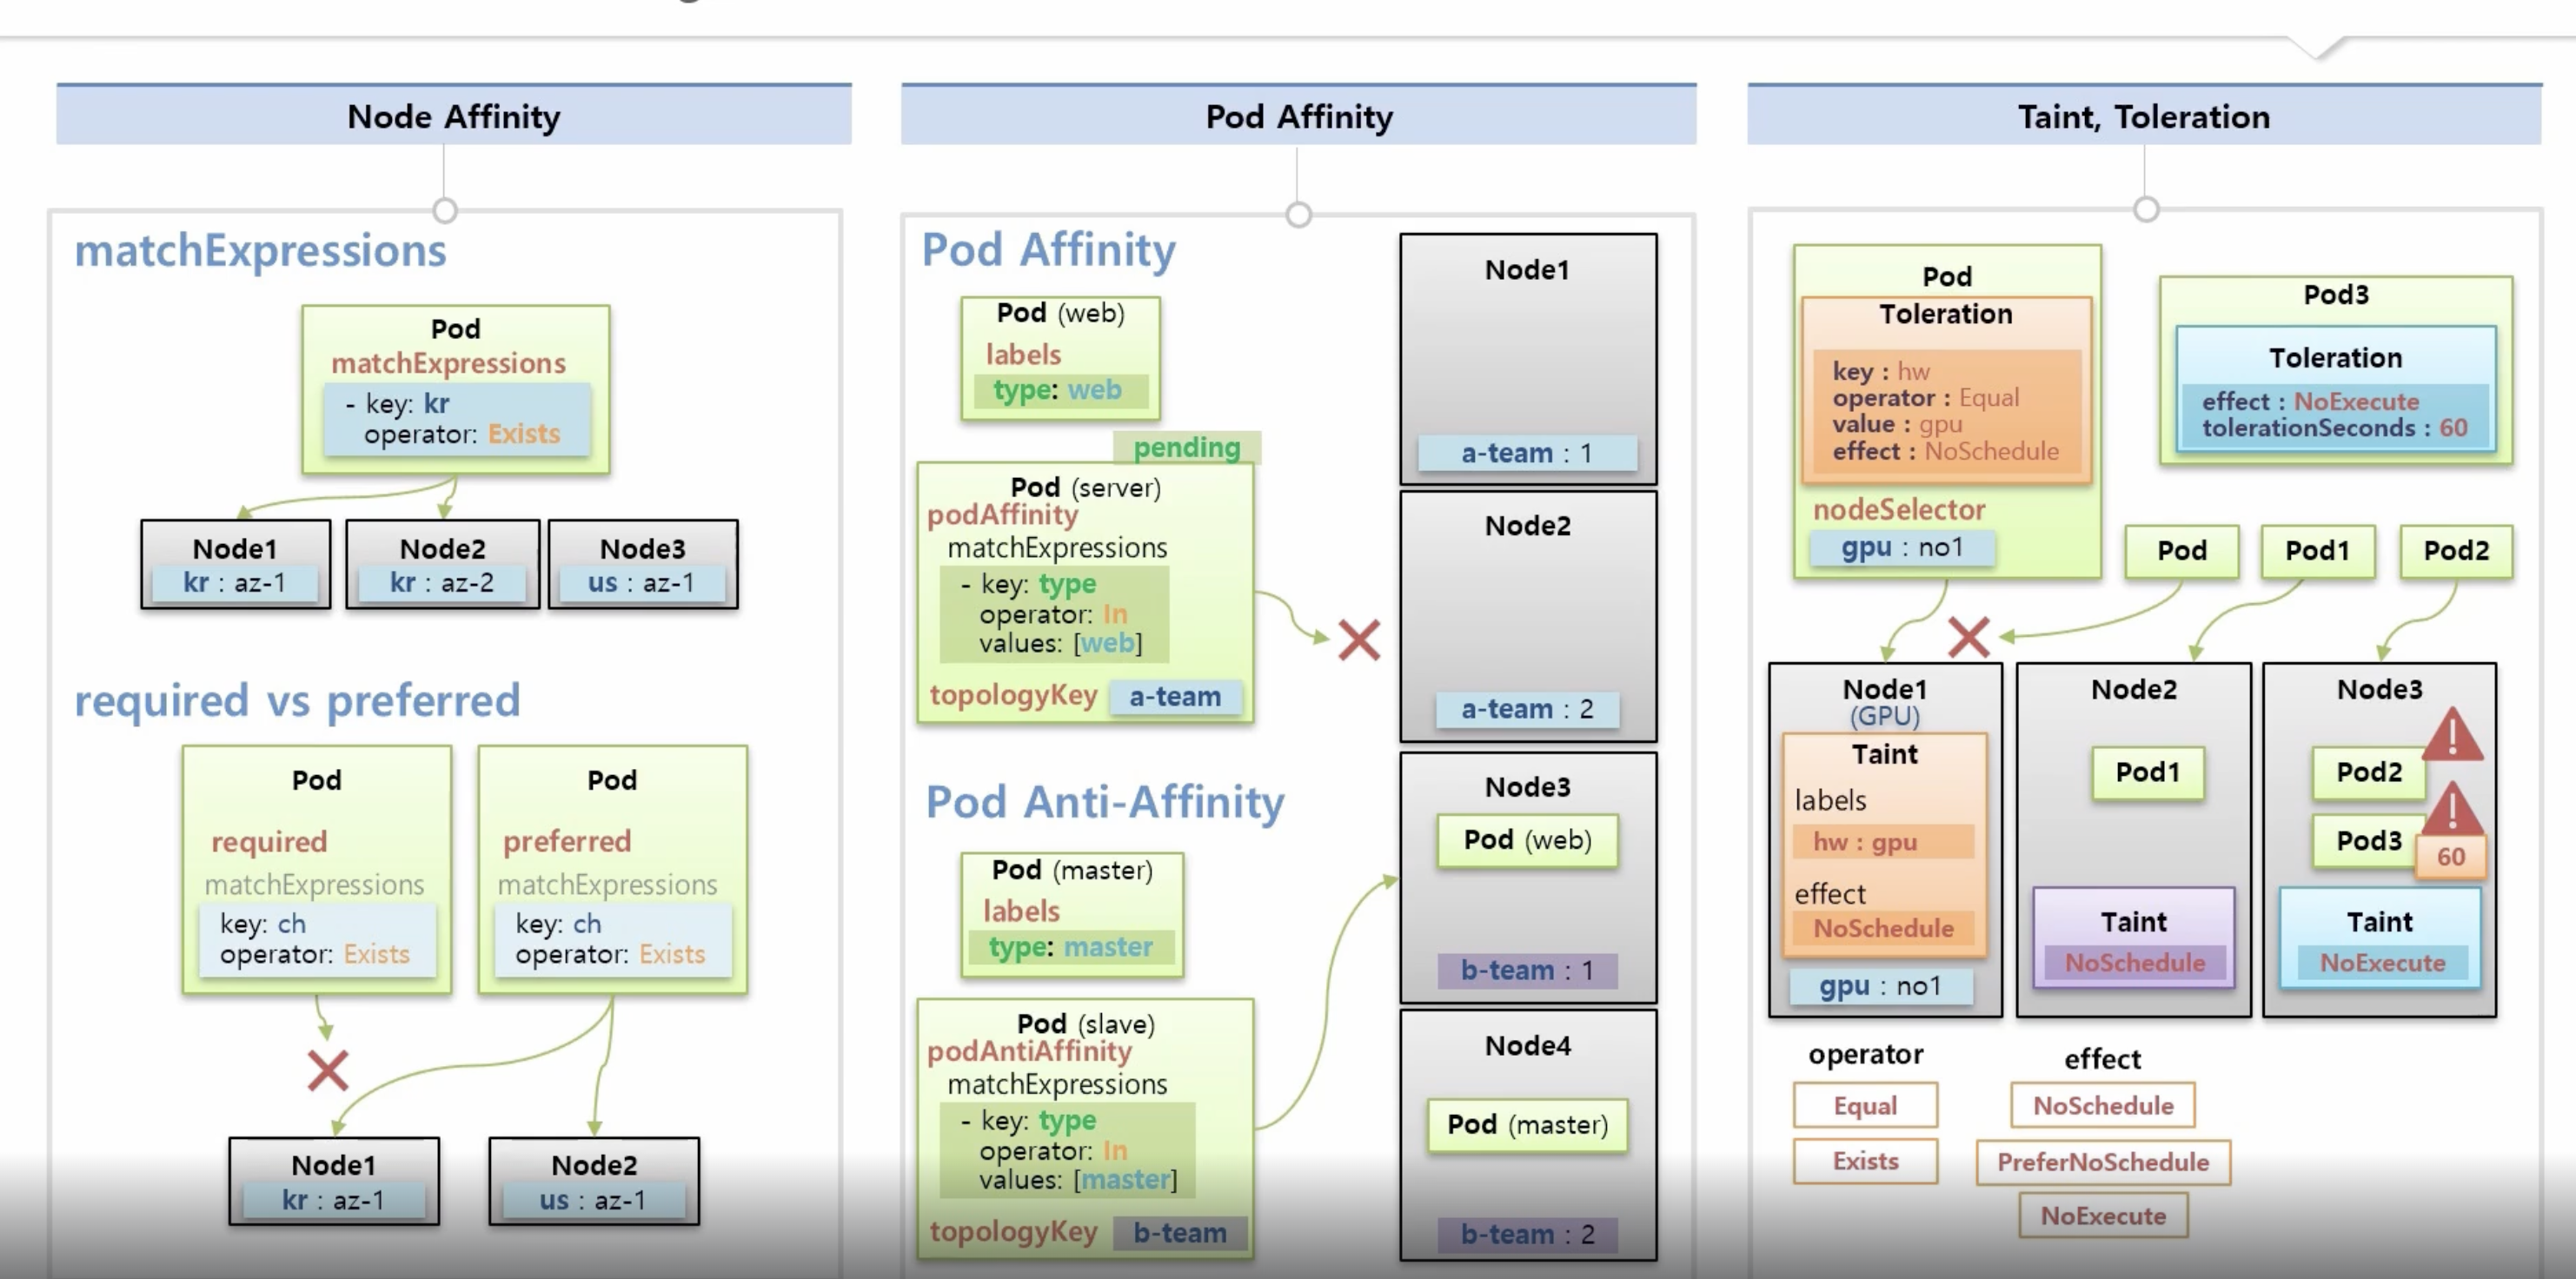 Node Affinity
matchExpressions
Pod
matchExpressions
- key: kr
operator: Exists
Node1
kr : az-1
Node2
kr : az-2
Node3
us : az-1
required vs preferred
Pod
required
matchExpressions
key: ch
operator: Exists
Pod
preferred
matchExpressions
key: ch
operator: Exists
Node1
kr : az-1
Node2
us : az-1
Pod Affinity
Pod Affinity
Pod (web)
labels
type: web
pending
Pod (server)
podAffinity
matchExpressions
- key: type
operator: In
values: [web]
topologyKey a-team
Pod Anti-Affinity
Pod (master)
labels
type: master
Pod (slave)
podAntiAffinity
matchExpressions
- key: type
operator: In
values: [master]
topologyKey b-team
Node1
a-team : 1
Node2
a-team : 2
Node3
Pod (web)
b-team : 1
Node4
Pod (master)
b-team : 2
Taint, Toleration
Pod
Toleration
key : hw
operator : Equal
value : gpu
effect : NoSchedule
nodeSelector
gpu : no1
Pod3
Toleration
effect : NoExecute
tolerationSeconds : 60
Pod
Pod1
Pod2
Node1
(GPU)
Taint
labels
hw : gpu
effect
NoSchedule
gpu : no1
Node2
Pod1
Taint
NoSchedule
Node3
Pod2
Pod3
60
Taint
NoExecute
operator
Equal
Exists
effect
NoSchedule
PreferNoSchedule
NoExecute